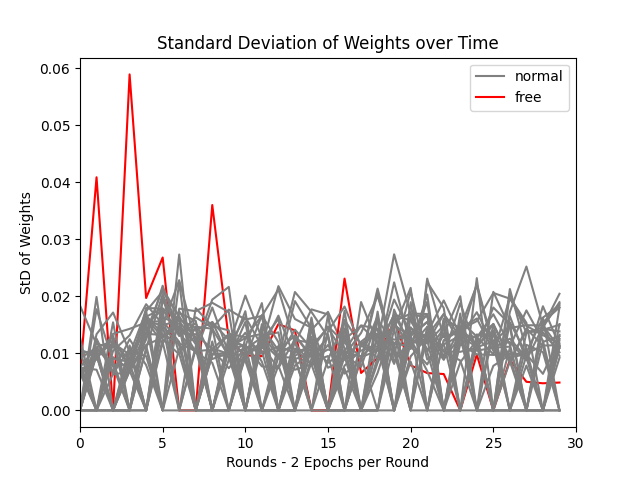 Standard Deviation of Weights over Time
normal
free
StD of Weights
0.06
0.05
0.04
0.03
0.02
0.01
0.00
0 5 10 15 20 25 30
Rounds - 2 Epochs per Round